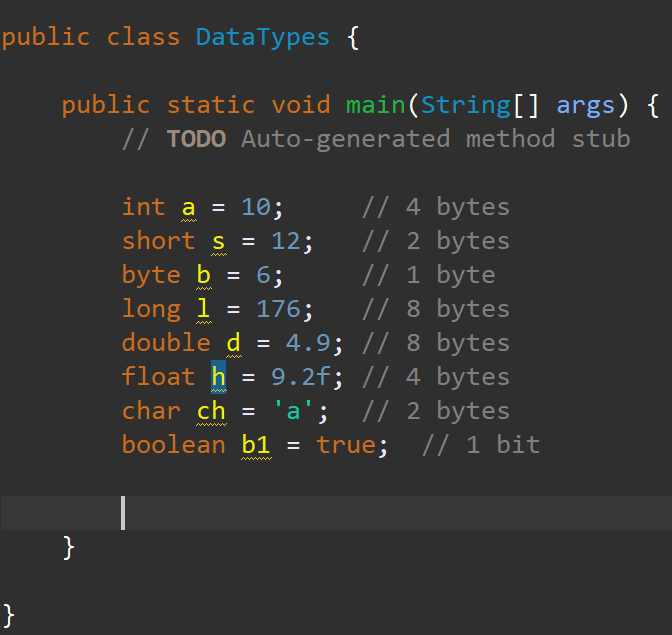 public class DataTypes {
    public static void main(String[] args) {
        // TODO Auto-generated method stub
        int a = 10;     // 4 bytes
        short s = 12;   // 2 bytes
        byte b = 6;     // 1 byte
        long l = 176;   // 8 bytes
        double d = 4.9; // 8 bytes
        float h = 9.2f; // 4 bytes
        char ch = 'a';  // 2 bytes
        boolean b1 = true;  // 1 bit
    }
}